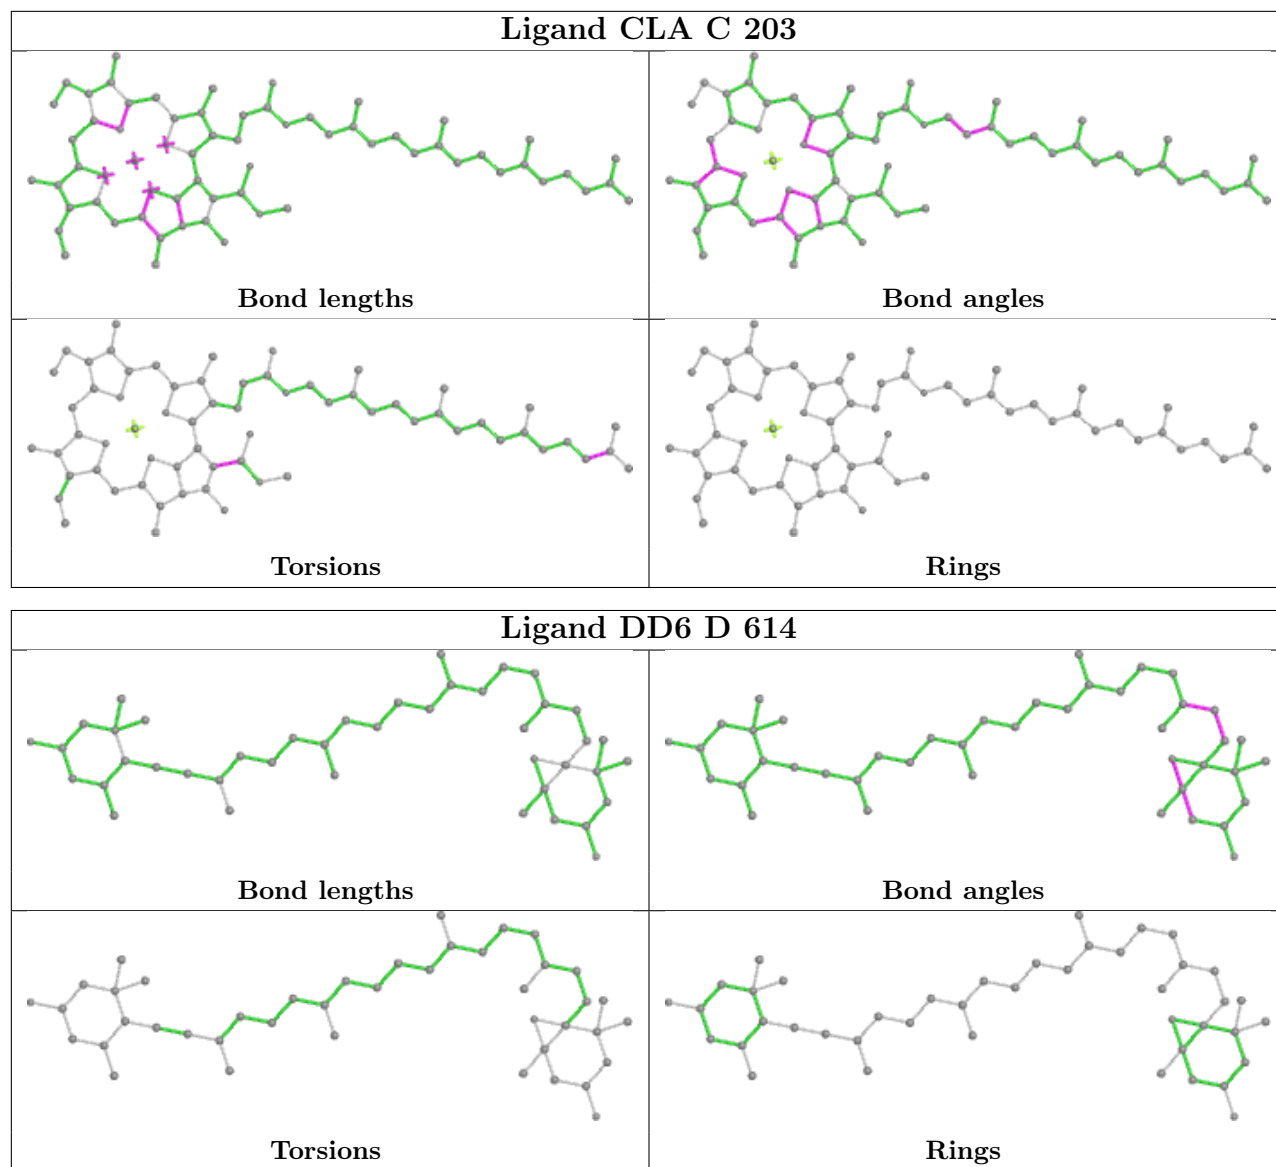 Ligand CLA C 203
Bond lengths
Bond angles
Torsions
Rings
Ligand DD6 D 614
Bond lengths
Bond angles
Torsions
Rings